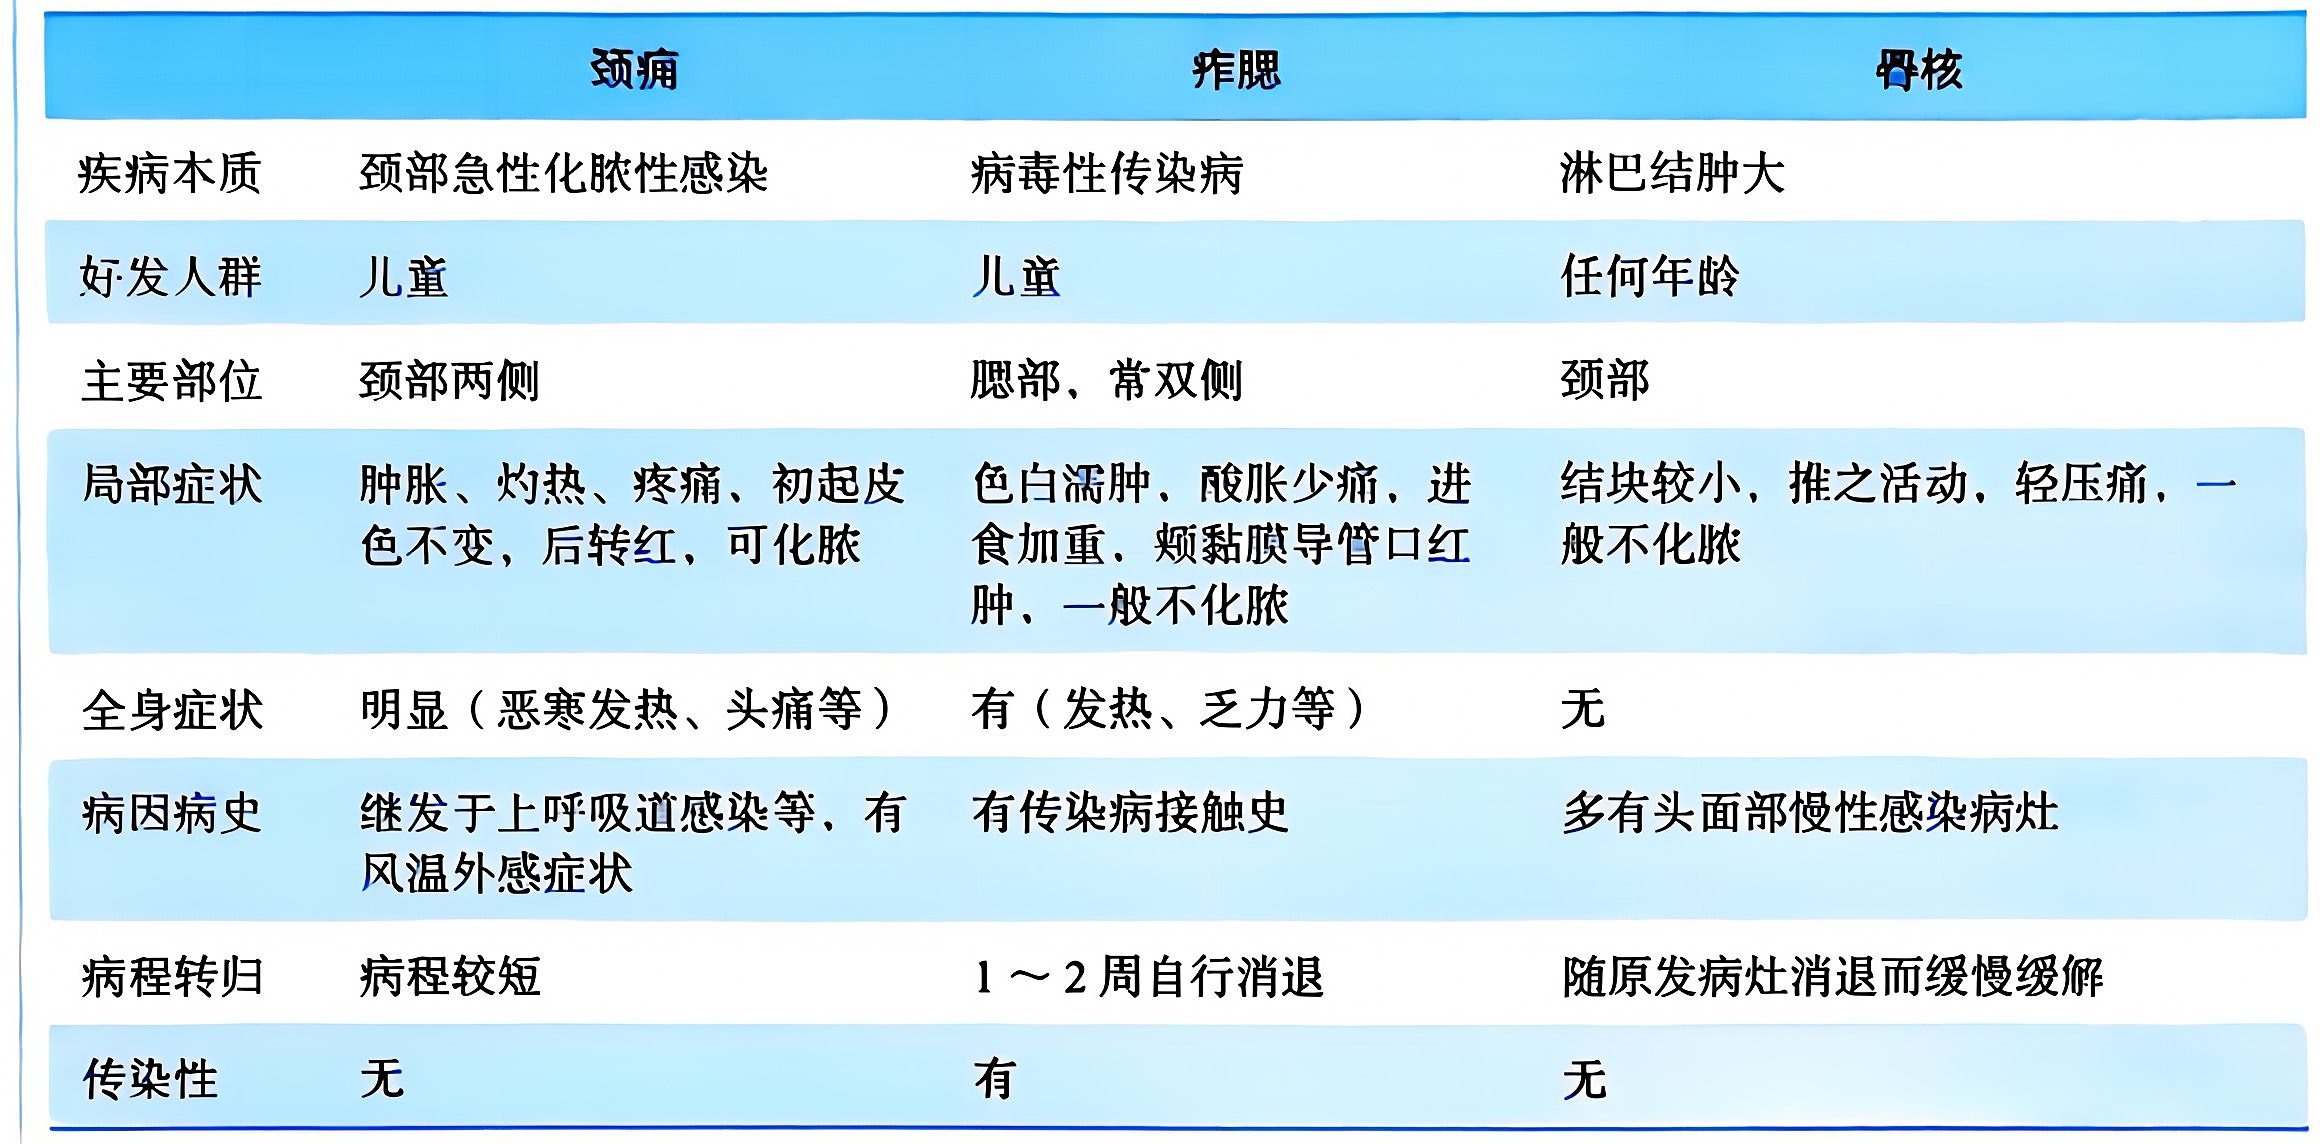 颈痈 痄腮 臖核
疾病本质 颈部急性化脓性感染 病毒性传染病 淋巴结肿大
好发人群 儿童 儿童 任何年龄
主要部位 颈部两侧 腮部，常双侧 颈部
局部症状 肿胀、灼热、疼痛、初起皮 色白濡肿，酸胀少痛，进 结块较小，推之活动，轻压痛，一
色不变，后转红，可化脓 食加重，颊黏膜导管口红 般不化脓
肿，一般不化脓
全身症状 明显（恶寒发热、头痛等） 有（发热、乏力等） 无
病因病史 继发于上呼吸道感染等，有 有传染病接触史 多有头面部慢性感染病灶
风温外感症状
病程转归 病程较短 1～2周自行消退 随原发病灶消退而缓慢缓解
传染性 无 有 无